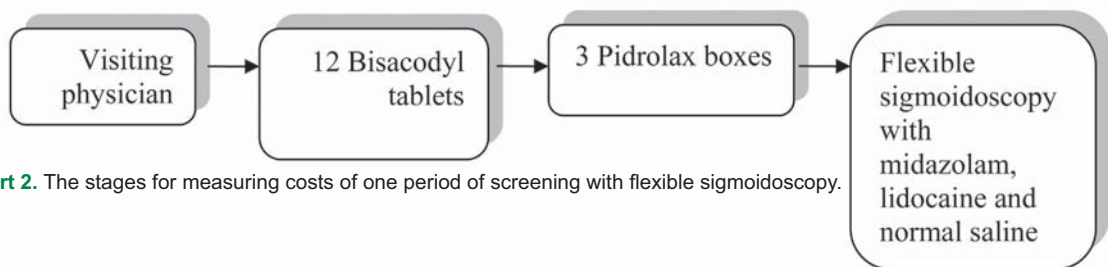 Visiting
physician
12 Bisacodyl
tablets
3 Pidrolax boxes
Flexible
sigmoidoscopy
with
midazolam,
lidocaine and
normal saline
rt 2. The stages for measuring costs of one period of screening with flexible sigmoidoscopy.